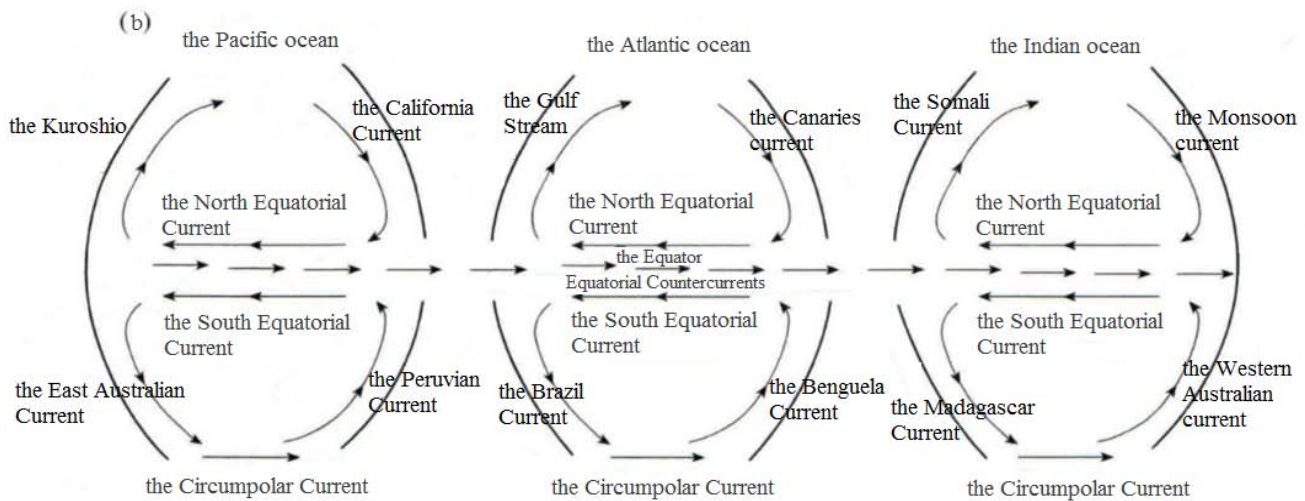 (b)
the Pacific ocean
the Atlantic ocean
the Indian ocean
the Kuroshio
the California
Current
the Gulf
Stream
the Canaries
current
the Somali
Current
the Monsoon
current
the North Equatorial
Current
the North Equatorial
Current
the North Equatorial
Current
the Equator
Equatorial Countercurrents
the South Equatorial
Current
the South Equatorial
Current
the South Equatorial
Current
the East Australian
Current
the Peruvian
Current
the Brazil
Current
the Benguela
Current
the Madagascar
Current
the Western
Australian
current
the Circumpolar Current
the Circumpolar Current
the Circumpolar Current